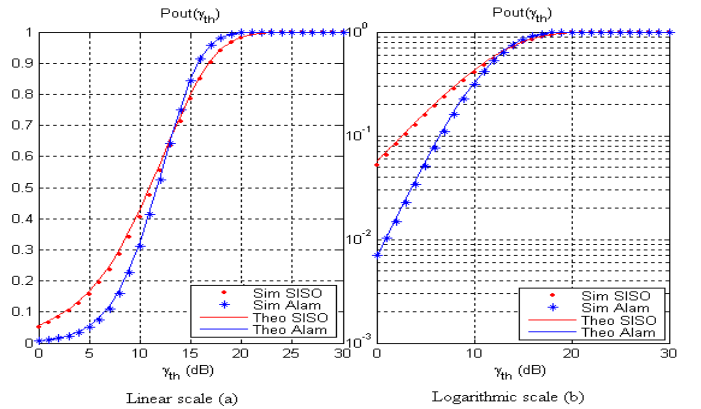 Pout(γth)
1
0.9
0.8
0.7
0.6
0.5
0.4
0.3
0.2
0.1
0
0 5 10 15 20 25 30
γth (dB)
Sim SISO
Sim Alam
Theo SISO
Theo Alam
Linear scale (a)
Pout(γth)
10^0
10^-1
10^-2
10^-3
0 10 20 30
γth (dB)
Sim SISO
Sim Alam
Theo SISO
Theo Alam
Logarithmic scale (b)